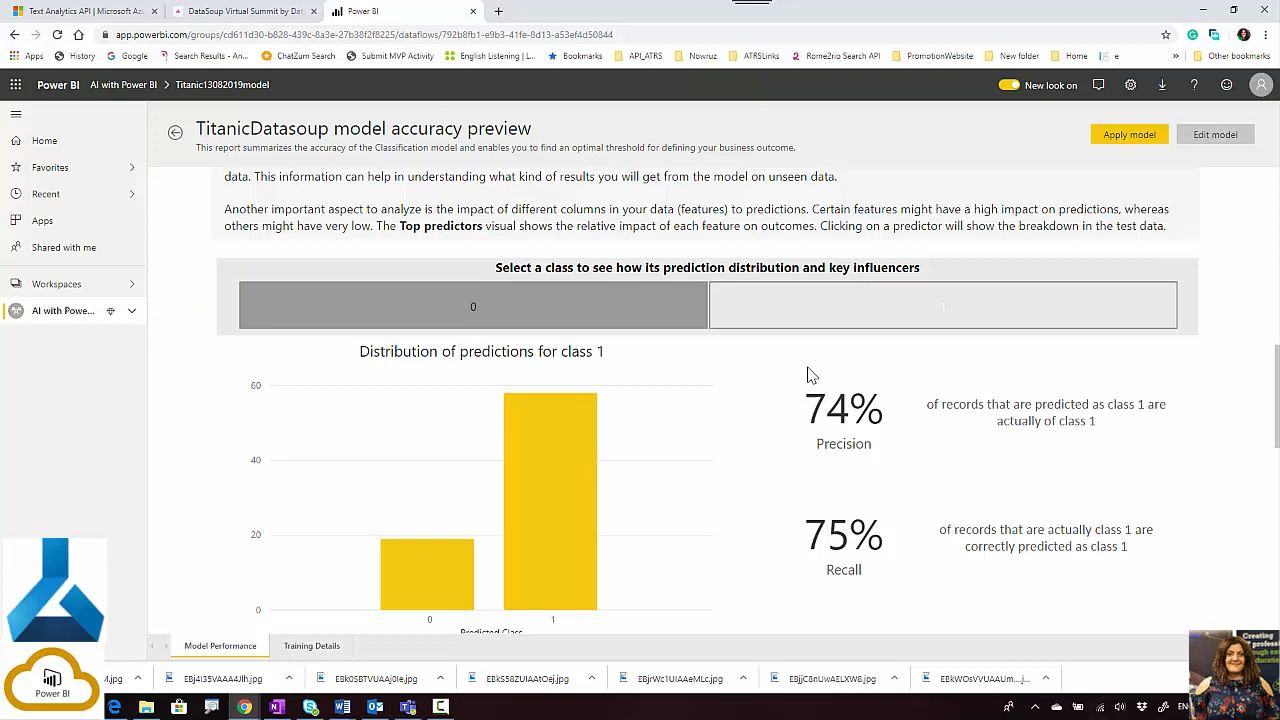 Text Analytics API | Microsoft Az
DataSoup Virtual Summit by Dat
Power BI
app.powerbi.com/groups/cd611d30-b828-439c-8a3e-27b38f2f8225/dataflows/792b8fb1-e9b3-41fe-8d13-a53ef4d50844
Apps
History
Google
Search Results - An...
ChatZum Search
Submit MVP Activity
English Listening | L...
Bookmarks
API_ATRS
Nowruz
ATRSLinks
Rome2rio Search API
PromotionWebsite
New folder
Home
e
»
Other bookmarks
Power BI AI with Power BI > Titanic13082019model
New look on
Home
Favorites
Recent
Apps
Shared with me
Workspaces
AI with Powe...
TitanicDatasoup model accuracy preview
This report summarizes the accuracy of the Classification model and enables you to find an optimal threshold for defining your business outcome.
Apply model
Edit model
data. This information can help in understanding what kind of results you will get from the model on unseen data.
Another important aspect to analyze is the impact of different columns in your data (features) to predictions. Certain features might have a high impact on predictions, whereas
others might have very low. The Top predictors visual shows the relative impact of each feature on outcomes. Clicking on a predictor will show the breakdown in the test data.
Select a class to see how its prediction distribution and key influencers
0
1
Distribution of predictions for class 1
60
40
20
0
0
1
Predicted Class
74%
Precision
of records that are predicted as class 1 are
actually of class 1
75%
Recall
of records that are actually class 1 are
correctly predicted as class 1
Model Performance
Training Details
Power BI
Creating